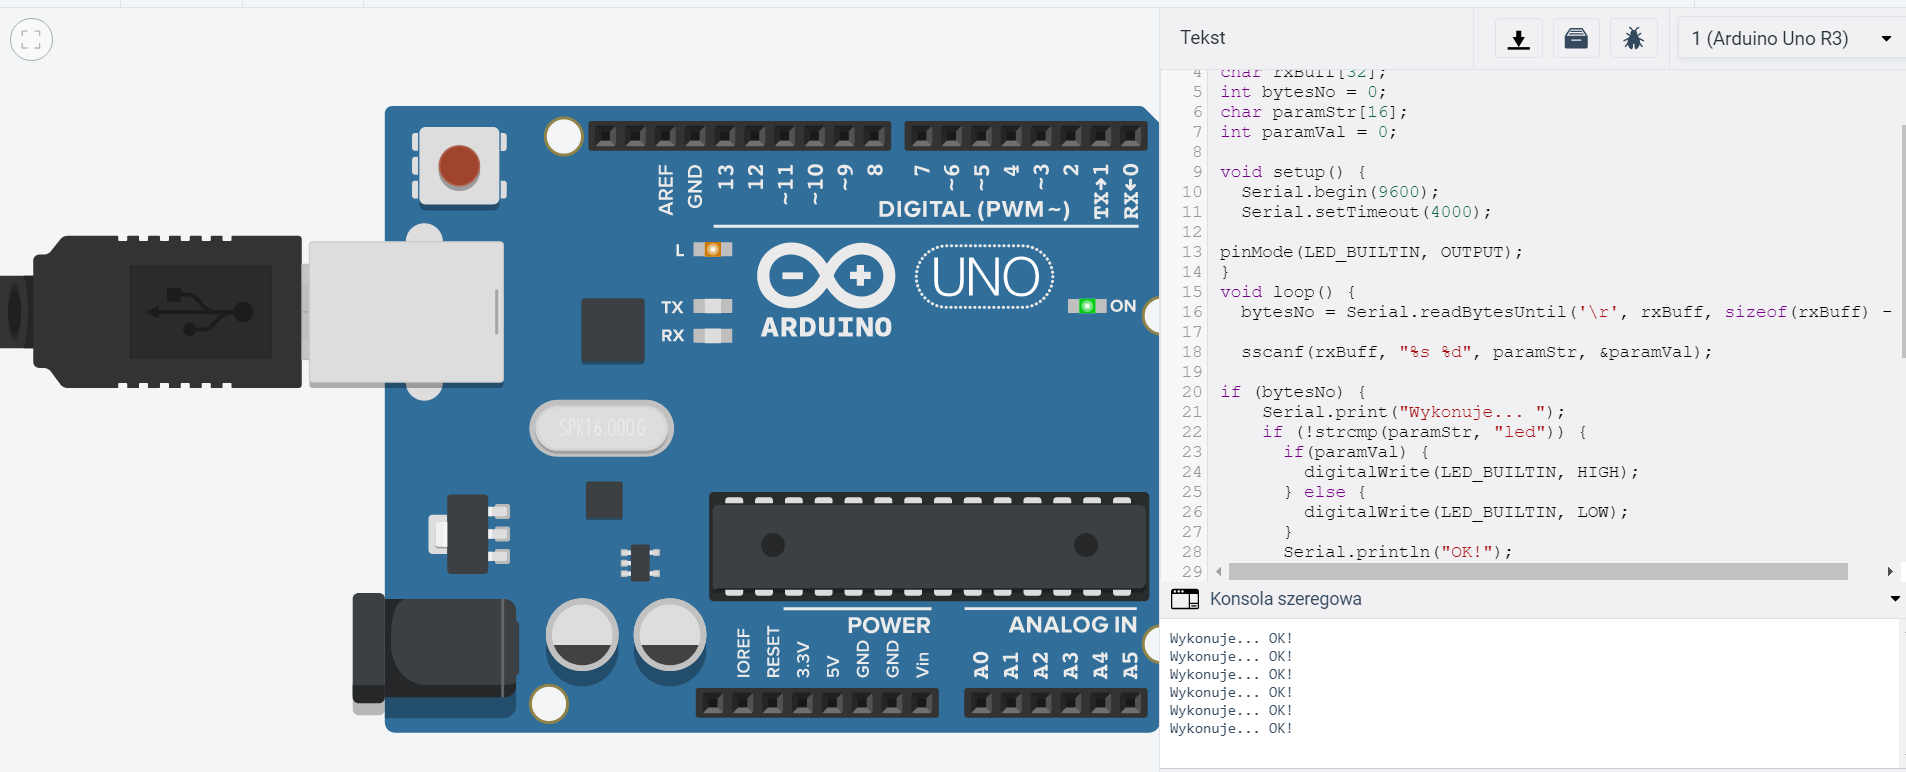 Tekst
1 (Arduino Uno R3)
4 char rxBuff[32];
5 int bytesNo = 0;
6 char paramStr[16];
7 int paramVal = 0;
8
9 void setup() {
10 Serial.begin(9600);
11 Serial.setTimeout(4000);
12
13 pinMode(LED_BUILTIN, OUTPUT);
14 }
15 void loop() {
16 bytesNo = Serial.readBytesUntil('\r', rxBuff, sizeof(rxBuff) -
17
18 sscanf(rxBuff, "%s %d", paramStr, &paramVal);
19
20 if (bytesNo) {
21 Serial.print("Wykonuje... ");
22 if (!strcmp(paramStr, "led")) {
23 if(paramVal) {
24 digitalWrite(LED_BUILTIN, HIGH);
25 } else {
26 digitalWrite(LED_BUILTIN, LOW);
27 }
28 Serial.println("OK!");
29
Konsola szeregowa
Wykonuje... OK!
Wykonuje... OK!
Wykonuje... OK!
Wykonuje... OK!
Wykonuje... OK!
Wykonuje... OK!
AREF GND 13 12 ~11 ~10 ~9 8 7 ~6 ~5 4 ~3 2 TX→1 RX←0
DIGITAL (PWM~)
L
TX
RX
UNO
ON
ARDUINO
SPK16.000G
POWER
ANALOG IN
IOREF RESET 3.3V 5V GND GND Vin A0 A1 A2 A3 A4 A5